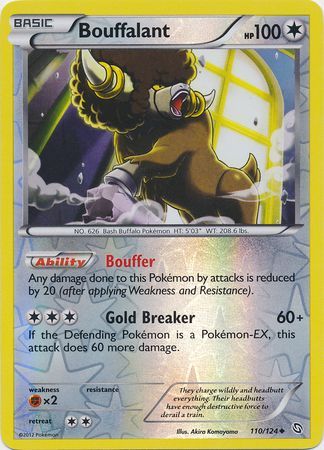 BASIC
Bouffalant
HP100
NO. 626 Bash Buffalo Pokémon HT: 5'03" WT: 208.6 lbs.
Ability Bouffer
Any damage done to this Pokémon by attacks is reduced
by 20 (after applying Weakness and Resistance).
Gold Breaker 60+
If the Defending Pokémon is a Pokémon-EX, this
attack does 60 more damage.
weakness resistance
×2
retreat
They charge wildly and headbutt
everything. Their headbutts
have enough destructive force to
derail a train.
©2012 Pokémon
Illus. Akira Komayama
110/124